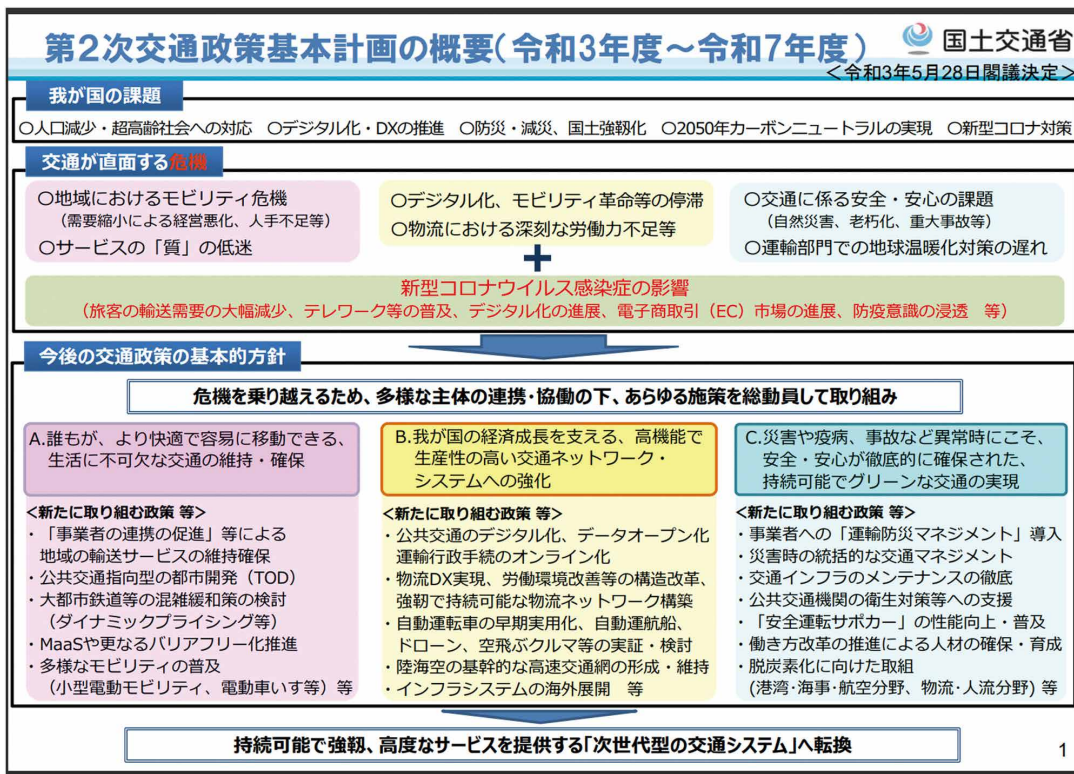 第2次交通政策基本計画の概要(令和3年度～令和7年度)
国土交通省
＜令和3年5月28日閣議決定＞
我が国の課題
○人口減少・超高齢社会への対応 ○デジタル化・DXの推進 ○防災・減災、国土強靱化 ○2050年カーボンニュートラルの実現 ○新型コロナ対策
交通が直面する危機
○地域におけるモビリティ危機
（需要縮小による経営悪化、人手不足等）
○サービスの「質」の低迷
○デジタル化、モビリティ革命等の停滞
○物流における深刻な労働力不足等
○交通に係る安全・安心の課題
（自然災害、老朽化、重大事故等）
○運輸部門での地球温暖化対策の遅れ
+
新型コロナウイルス感染症の影響
（旅客の輸送需要の大幅減少、テレワーク等の普及、デジタル化の進展、電子商取引（EC）市場の進展、防疫意識の浸透 等）
今後の交通政策の基本的方針
危機を乗り越えるため、多様な主体の連携・協働の下、あらゆる施策を総動員して取り組み
A.誰もが、より快適で容易に移動できる、
生活に不可欠な交通の維持・確保
<新たに取り組む政策 等>
・「事業者の連携の促進」等による
地域の輸送サービスの維持確保
・公共交通指向型の都市開発（TOD）
・大都市鉄道等の混雑緩和策の検討
（ダイナミックプライシング等）
・MaaSや更なるバリアフリー化推進
・多様なモビリティの普及
（小型電動モビリティ、電動車いす等）等
B.我が国の経済成長を支える、高機能で
生産性の高い交通ネットワーク・
システムへの強化
<新たに取り組む政策 等>
・公共交通のデジタル化、データオープン化
運輸行政手続のオンライン化
・物流DX実現、労働環境改善等の構造改革、
強靱で持続可能な物流ネットワーク構築
・自動運転車の早期実用化、自動運航船、
ドローン、空飛ぶクルマ等の実証・検討
・陸海空の基幹的な高速交通網の形成・維持
・インフラシステムの海外展開 等
C.災害や疫病、事故など異常時にこそ、
安全・安心が徹底的に確保された、
持続可能でグリーンな交通の実現
<新たに取り組む政策 等>
・事業者への「運輸防災マネジメント」導入
・災害時の統括的な交通マネジメント
・交通インフラのメンテナンスの徹底
・公共交通機関の衛生対策等への支援
・「安全運転サポカー」の性能向上・普及
・働き方改革の推進による人材の確保・育成
・脱炭素化に向けた取組
(港湾･海事･航空分野、物流･人流分野) 等
持続可能で強靱、高度なサービスを提供する「次世代型の交通システム」へ転換
1